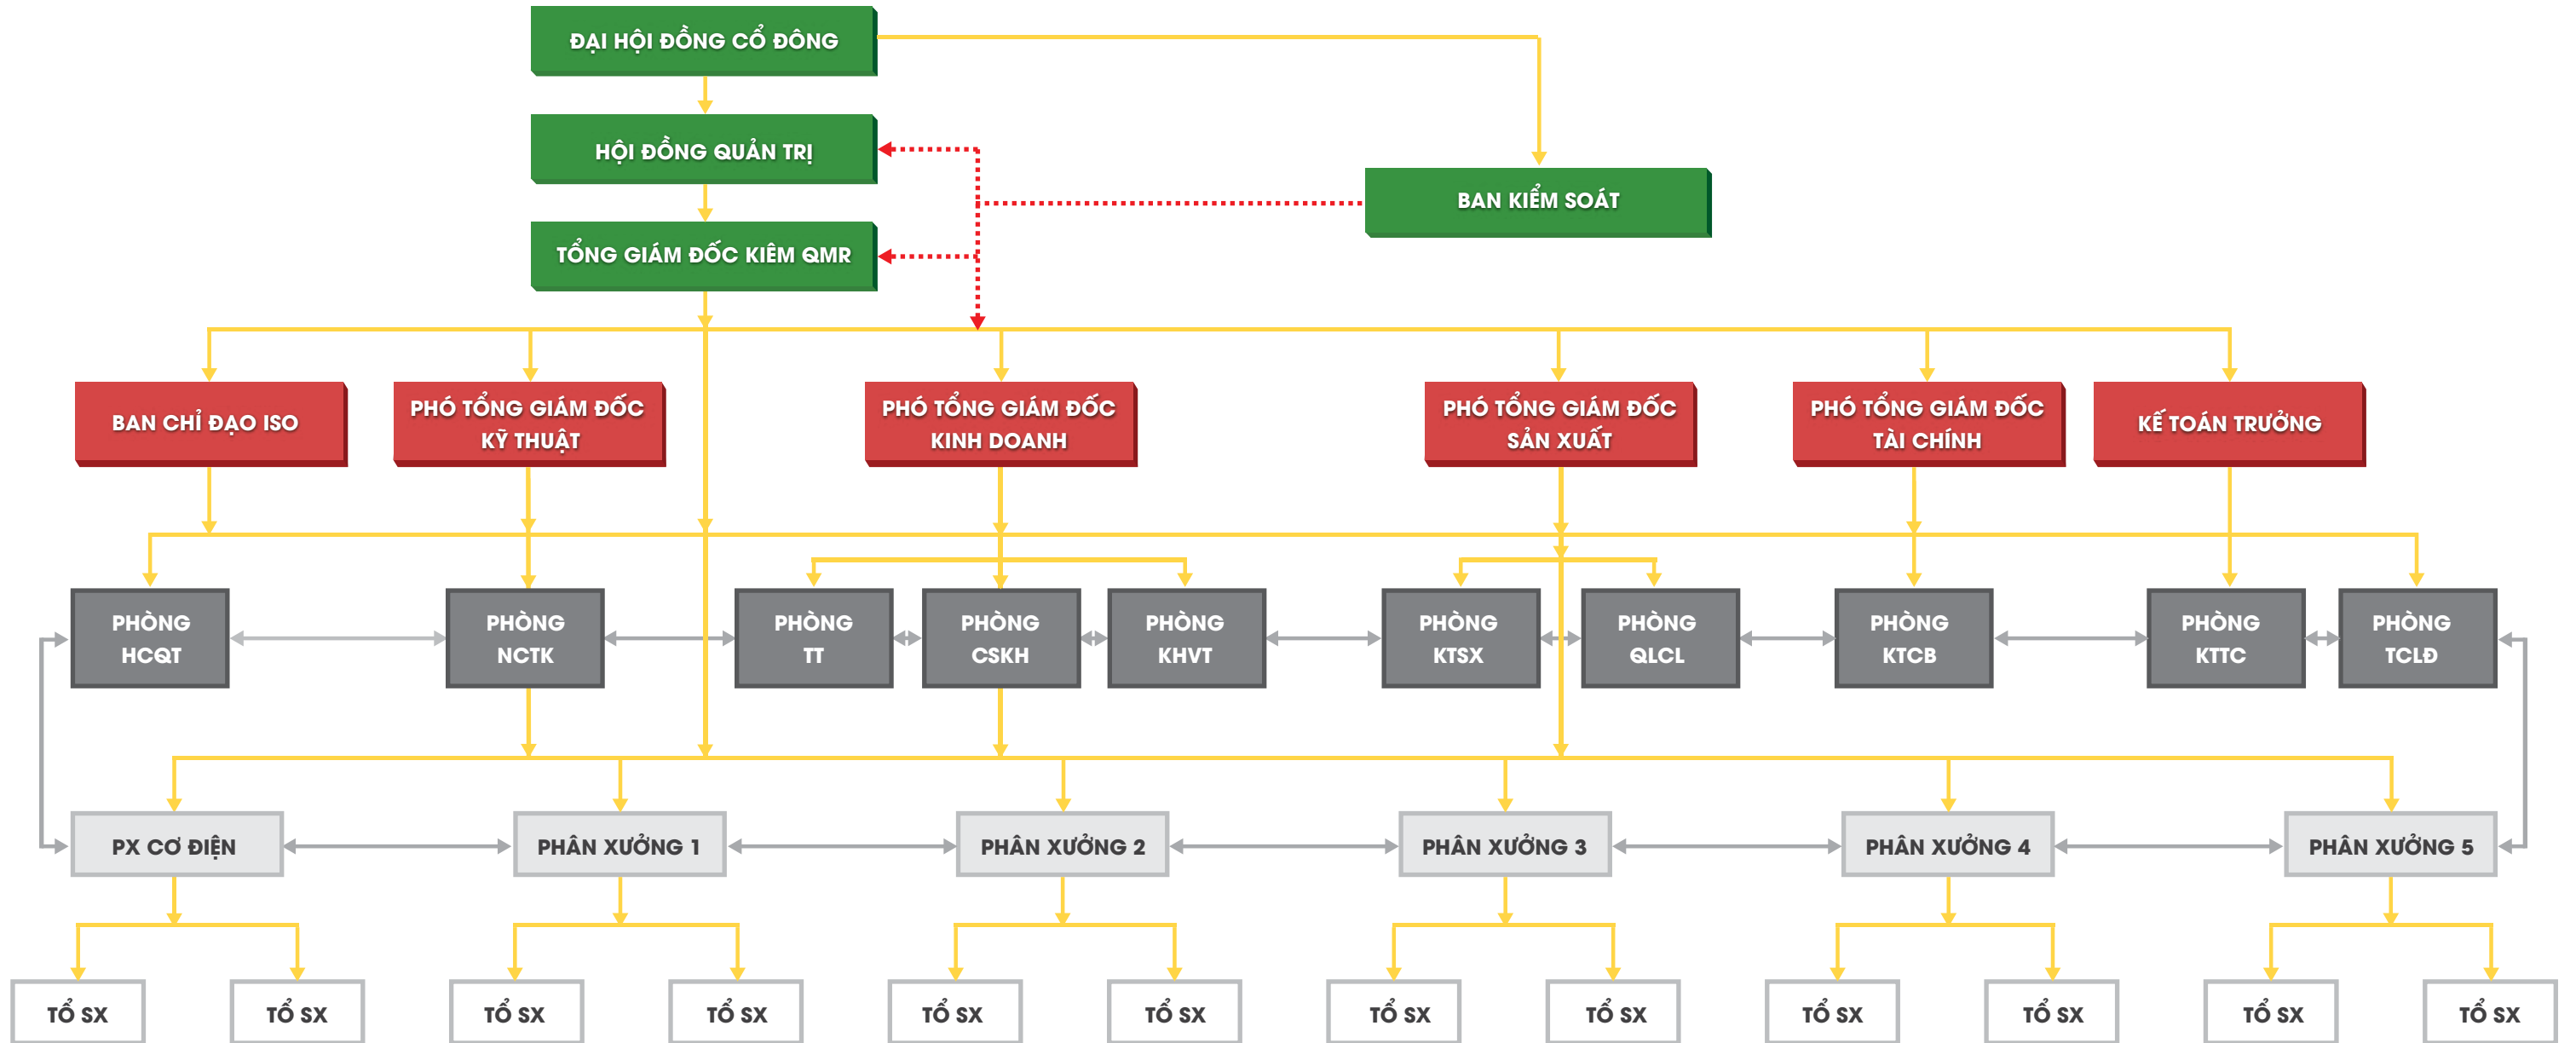 ĐẠI HỘI ĐỒNG CỔ ĐÔNG
HỘI ĐỒNG QUẢN TRỊ
BAN KIỂM SOÁT
TỔNG GIÁM ĐỐC KIÊM QMR
BAN CHỈ ĐẠO ISO
PHÓ TỔNG GIÁM ĐỐC
KỸ THUẬT
PHÓ TỔNG GIÁM ĐỐC
KINH DOANH
PHÓ TỔNG GIÁM ĐỐC
SẢN XUẤT
PHÓ TỔNG GIÁM ĐỐC
TÀI CHÍNH
KẾ TOÁN TRƯỞNG
PHÒNG
HCQT
PHÒNG
NCTK
PHÒNG
TT
PHÒNG
CSKH
PHÒNG
KHVT
PHÒNG
KTSX
PHÒNG
QLCL
PHÒNG
KTCB
PHÒNG
KTTC
PHÒNG
TCLĐ
PX CƠ ĐIỆN
PHÂN XƯỞNG 1
PHÂN XƯỞNG 2
PHÂN XƯỞNG 3
PHÂN XƯỞNG 4
PHÂN XƯỞNG 5
TỔ SX
TỔ SX
TỔ SX
TỔ SX
TỔ SX
TỔ SX
TỔ SX
TỔ SX
TỔ SX
TỔ SX
TỔ SX
TỔ SX